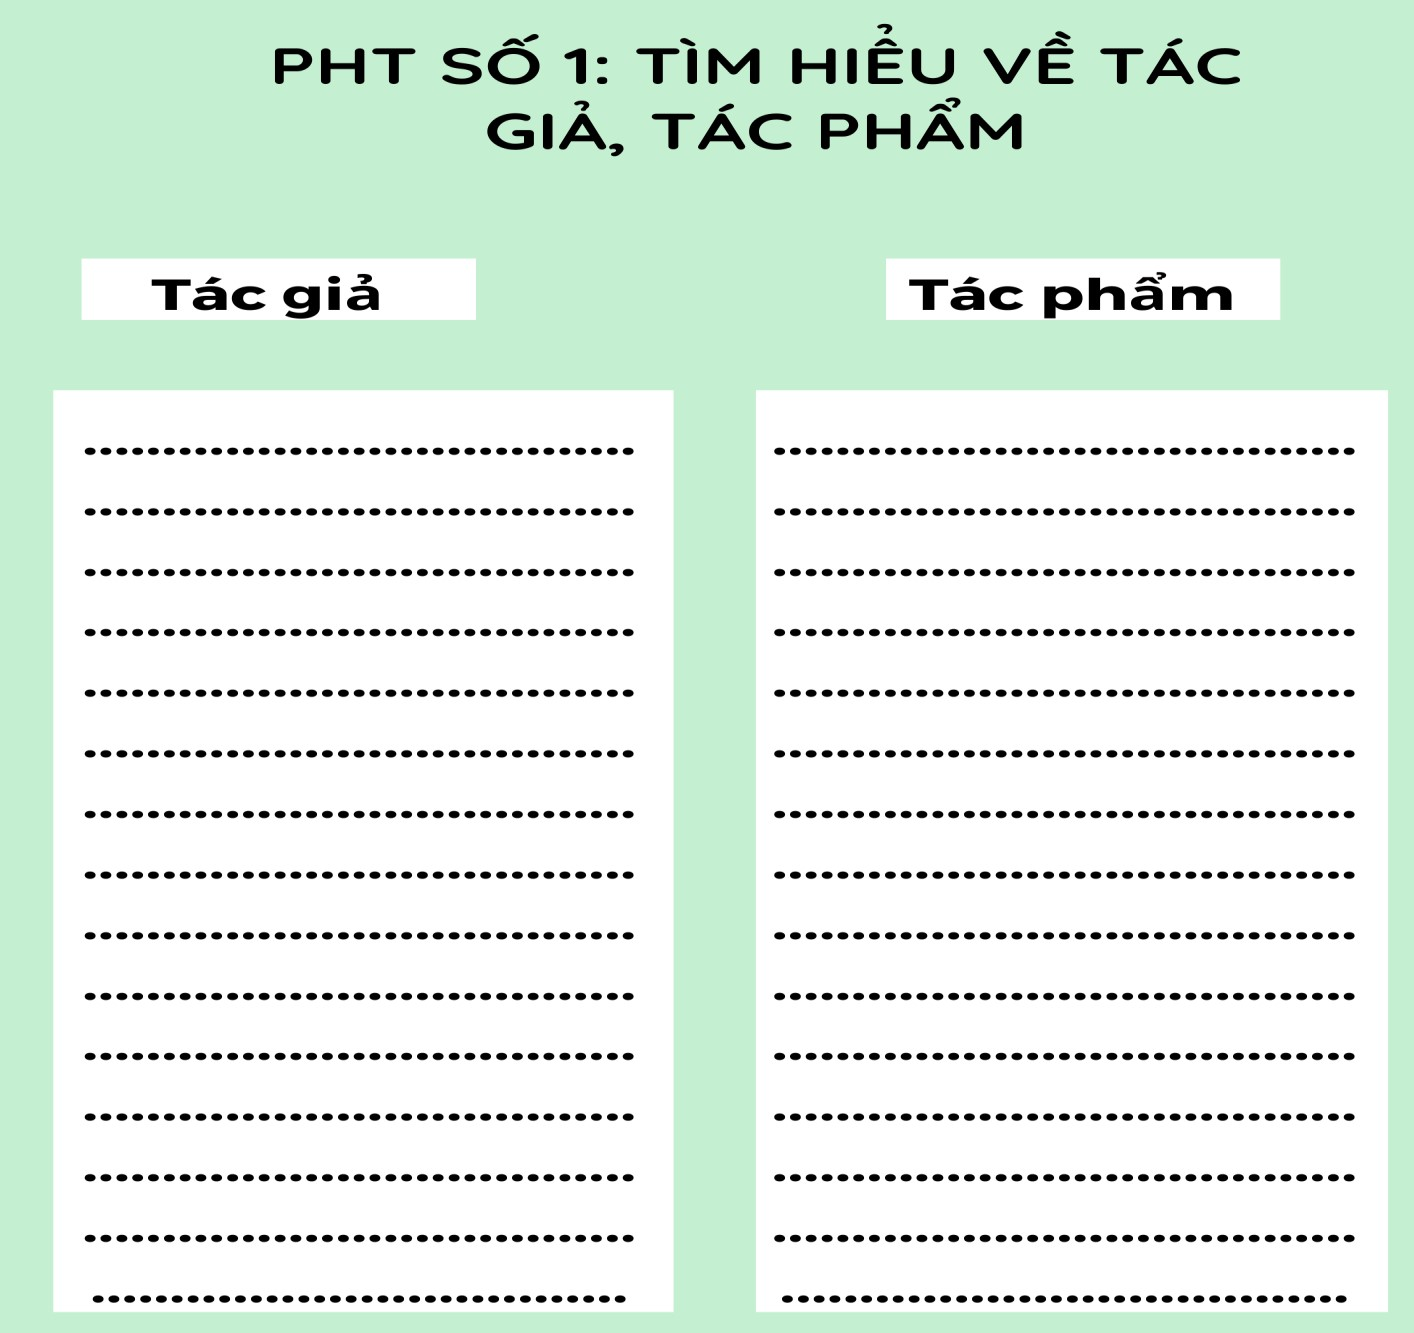 PHT SỐ 1: TÌM HIỂU VỀ TÁC
GIẢ, TÁC PHẨM
Tác giả
Tác phẩm